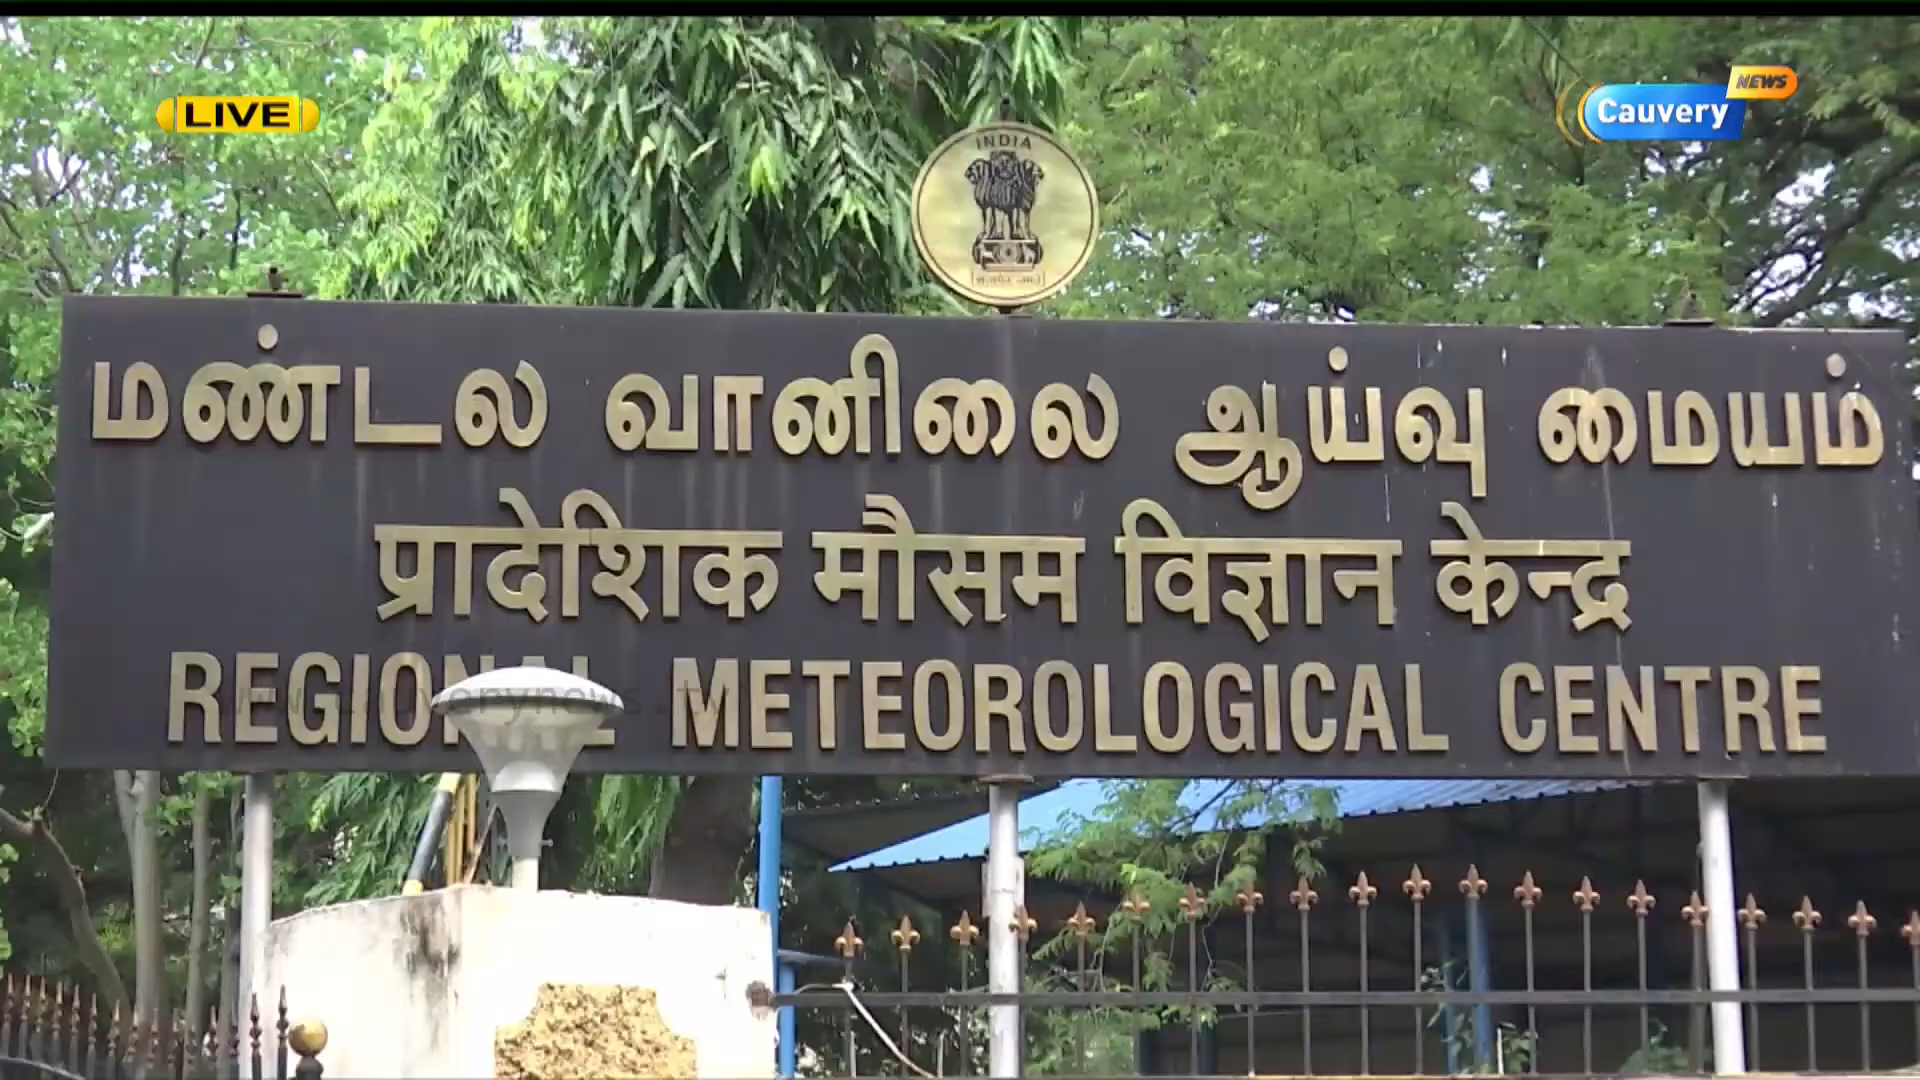 LIVE
Cauvery NEWS
INDIA
மண்டல வானிலை ஆய்வு மையம்
प्रादेशिक मौसम विज्ञान केन्द्र
REGIONAL METEOROLOGICAL CENTRE